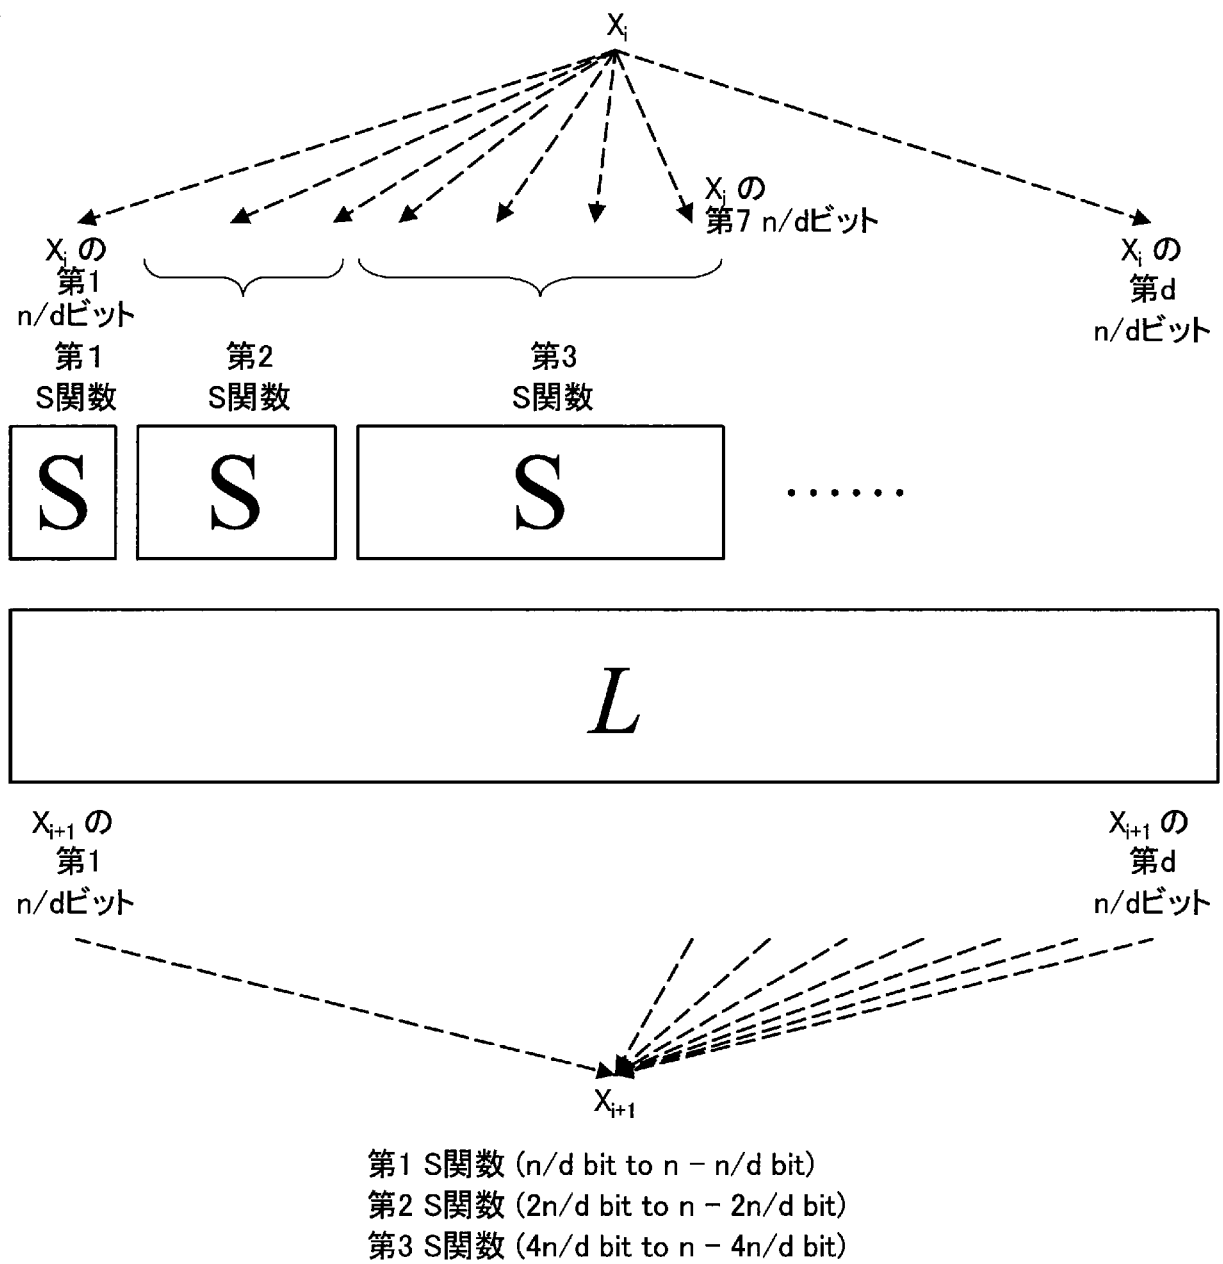 Xi
Xi の
第7 n/dビット
Xi の
第1
n/dビット
Xi の
第d
n/dビット
第1
S関数
第2
S関数
第3
S関数
S
S
S
......
L
Xi+1 の
第1
n/dビット
Xi+1 の
第d
n/dビット
Xi+1
第1 S関数 (n/d bit to n − n/d bit)
第2 S関数 (2n/d bit to n − 2n/d bit)
第3 S関数 (4n/d bit to n − 4n/d bit)